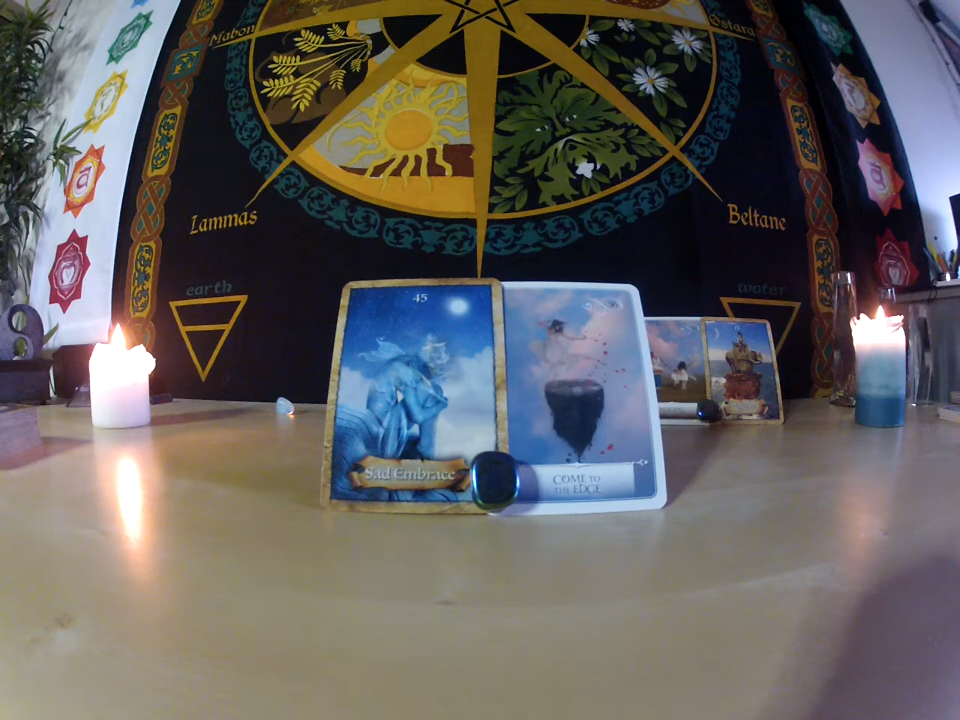 Mabon
Ostara
Lammas
Beltane
earth
water
45
Sad Embrace
COME TO
THE EDGE